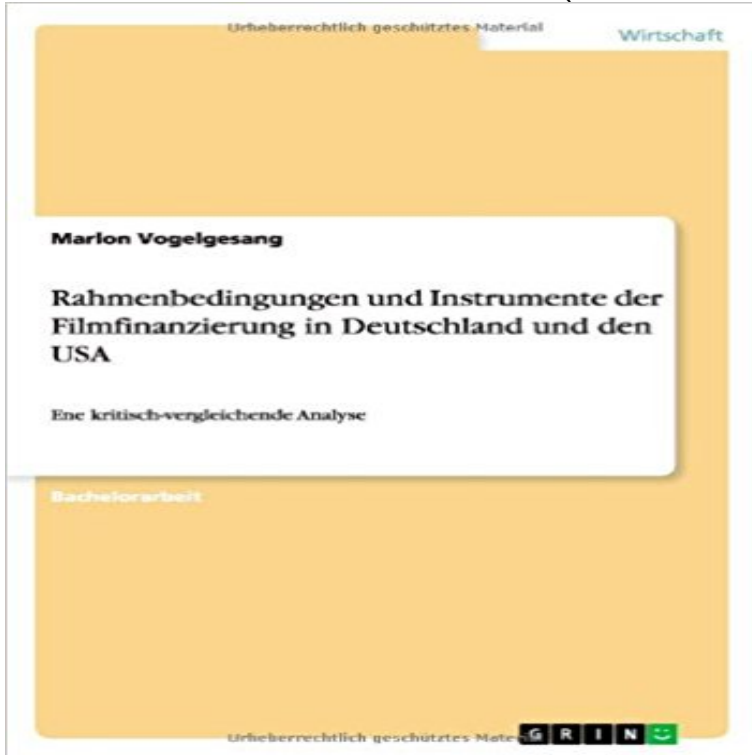 Urheberrechtlich geschütztes Material
Wirtschaft
Marlon Vogelgesang
Rahmenbedingungen und Instrumente der
Filmfinanzierung in Deutschland und den
USA
Ene kritisch-vergleichende Analyse
Bachelorarbeit
Urheberrechtlich geschütztes Mate
GRIN